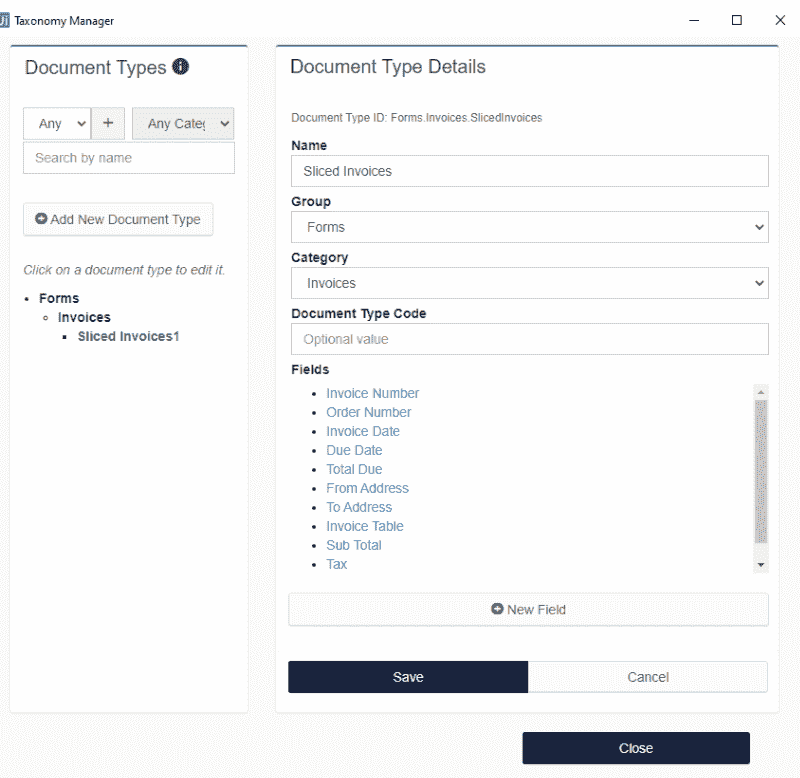 Taxonomy Manager
Document Types
Any
Any Categ
Search by name
Add New Document Type
Click on a document type to edit it.
Forms
Invoices
Sliced Invoices1
Document Type Details
Document Type ID: Forms.Invoices.SlicedInvoices
Name
Sliced Invoices
Group
Forms
Category
Invoices
Document Type Code
Optional value
Fields
Invoice Number
Order Number
Invoice Date
Due Date
Total Due
From Address
To Address
Invoice Table
Sub Total
Tax
New Field
Save Cancel
Close